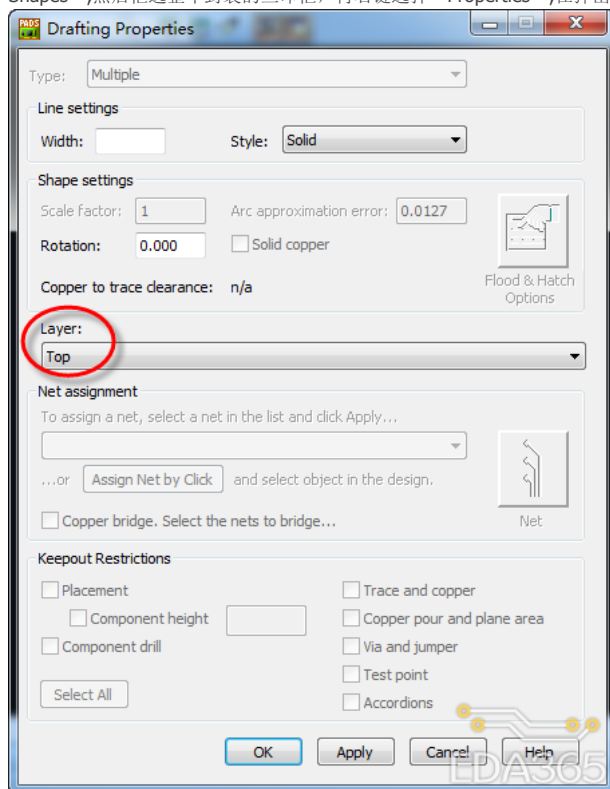 PADS Drafting Properties
Type: Multiple
Line settings
Width: Style: Solid
Shape settings
Scale factor: 1 Arc approximation error: 0.0127
Rotation: 0.000 Solid copper
Copper to trace clearance: n/a
Flood & Hatch
Options
Layer:
Top
Net assignment
To assign a net, select a net in the list and click Apply...
...or Assign Net by Click and select object in the design.
Copper bridge. Select the nets to bridge...
Net
Keepout Restrictions
Placement Trace and copper
Component height Copper pour and plane area
Component drill Via and jumper
Test point
Select All Accordions
OK Apply Cancel Help
EDA365